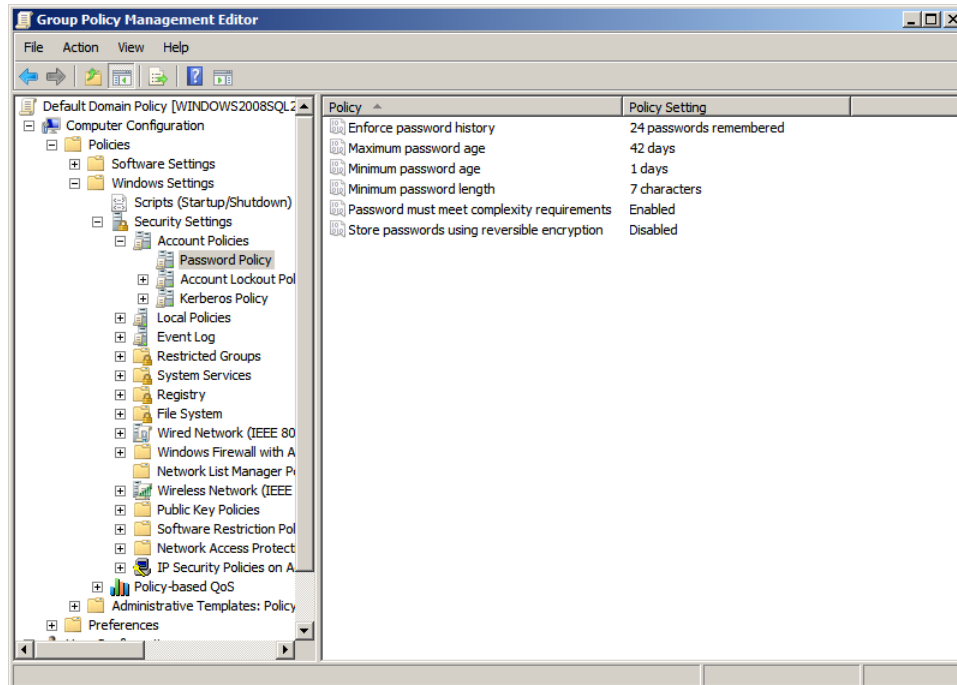 Group Policy Management Editor
File Action View Help
Default Domain Policy [WINDOWS2008SQL2
Computer Configuration
Policies
Software Settings
Windows Settings
Scripts (Startup/Shutdown)
Security Settings
Account Policies
Password Policy
Account Lockout Pol
Kerberos Policy
Local Policies
Event Log
Restricted Groups
System Services
Registry
File System
Wired Network (IEEE 80
Windows Firewall with A
Network List Manager P
Wireless Network (IEEE
Public Key Policies
Software Restriction Pol
Network Access Protect
IP Security Policies on A
Policy-based QoS
Administrative Templates: Policy
Preferences
Policy Policy Setting
Enforce password history 24 passwords remembered
Maximum password age 42 days
Minimum password age 1 days
Minimum password length 7 characters
Password must meet complexity requirements Enabled
Store passwords using reversible encryption Disabled